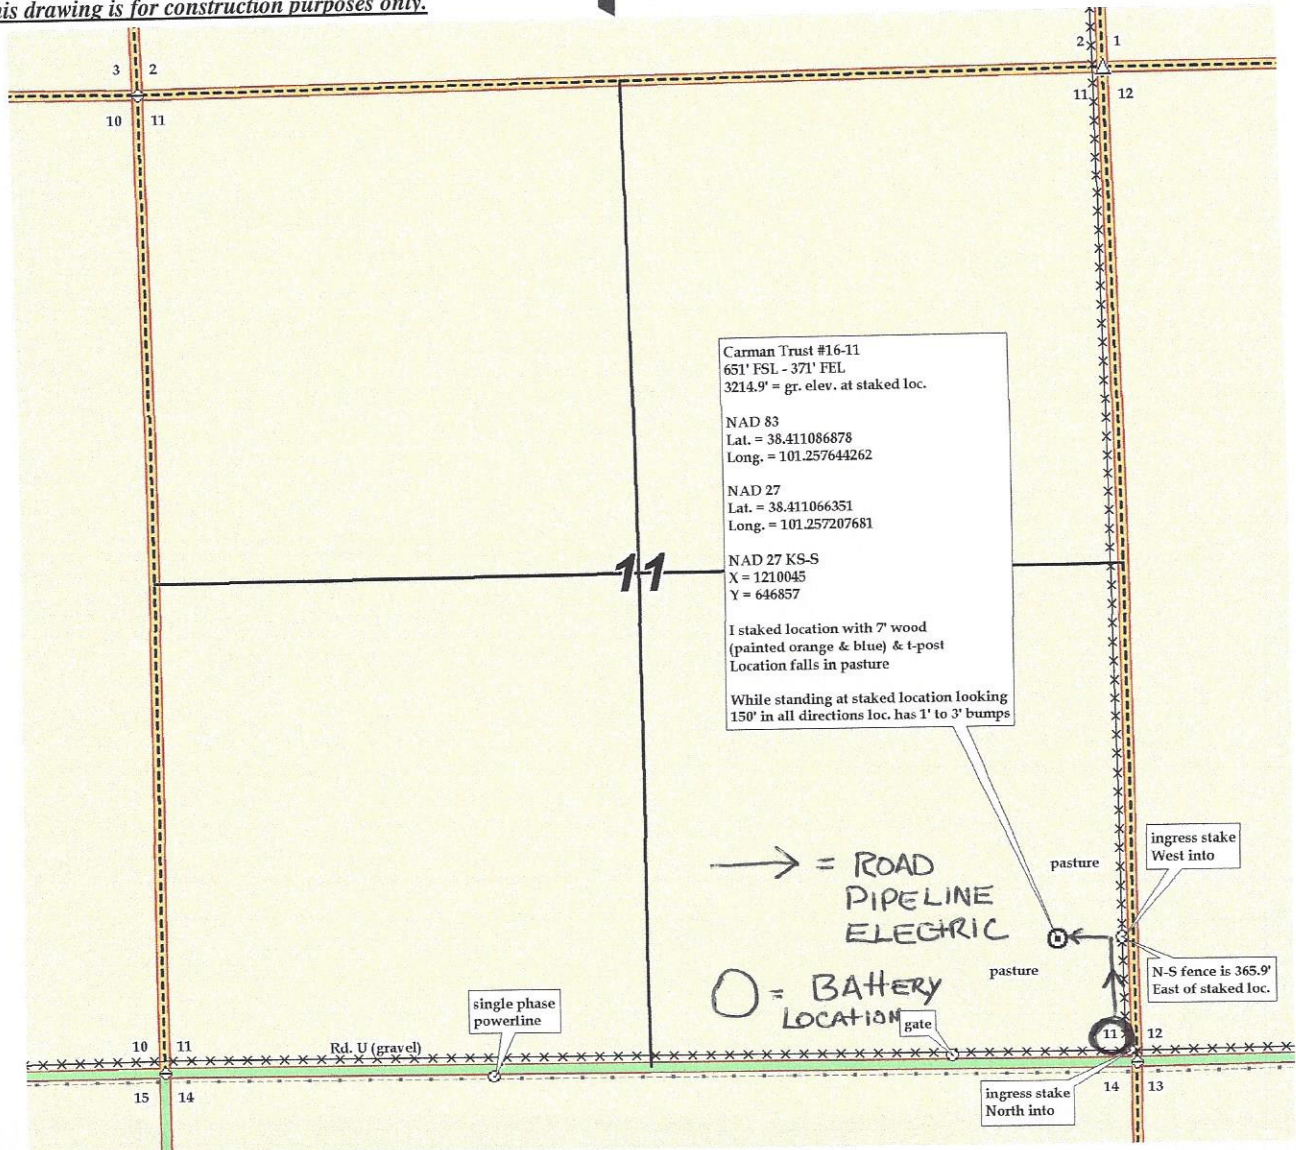 his drawing is for construction purposes only.
3 2
10 11
2 1
11 12
Carman Trust #16-11
651' FSL - 371' FEL
3214.9' = gr. elev. at staked loc.
NAD 83
Lat. = 38.411086878
Long. = 101.257644262
NAD 27
Lat. = 38.411066351
Long. = 101.257207681
NAD 27 KS-S
X = 1210045
Y = 646857
I staked location with 7' wood
(painted orange & blue) & t-post
Location falls in pasture
While standing at staked location looking
150' in all directions loc. has 1' to 3' bumps
11
ingress stake
West into
pasture
→ = ROAD
PIPELINE
ELECTRIC
N-S fence is 365.9'
East of staked loc.
pasture
O = BATTERY
LOCATION
gate
single phase
powerline
Rd. U (gravel)
10 11
15 14
11 12
14 13
ingress stake
North into